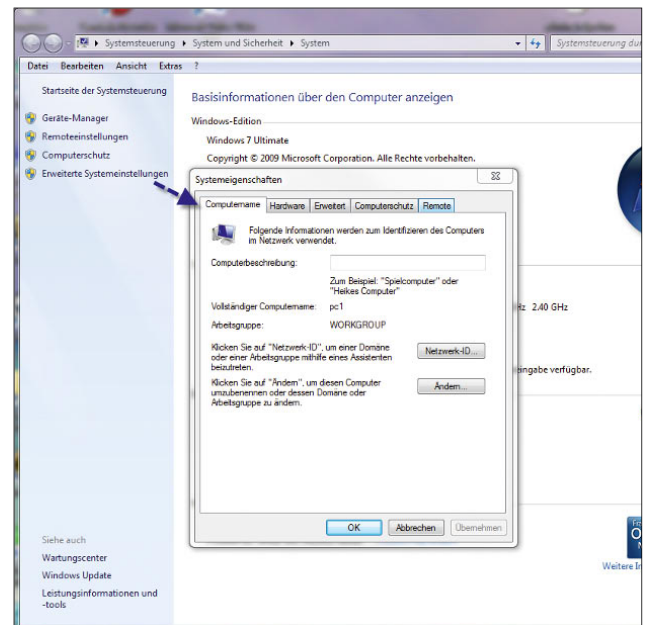 Systemsteuerung ▸ System und Sicherheit ▸ System
Systemsteuerung dur
Datei Bearbeiten Ansicht Extras ?
Startseite der Systemsteuerung
Geräte-Manager
Remoteeinstellungen
Computerschutz
Erweiterte Systemeinstellungen
Basisinformationen über den Computer anzeigen
Windows-Edition
Windows 7 Ultimate
Copyright © 2009 Microsoft Corporation. Alle Rechte vorbehalten.
Systemeigenschaften
Computername Hardware Erweitert Computerschutz Remote
Folgende Informationen werden zum Identifizieren des Computers
im Netzwerk verwendet.
Computerbeschreibung:
Zum Beispiel: "Spielcomputer" oder
"Heikes Computer"
Vollständiger Computername: pc1
Arbeitsgruppe: WORKGROUP
Klicken Sie auf "Netzwerk-ID", um einer Domäne
oder einer Arbeitsgruppe mithilfe eines Assistenten
beizutreten.
Netzwerk-ID...
Klicken Sie auf "Ändern", um diesen Computer
umzubenennen oder dessen Domäne oder
Arbeitsgruppe zu ändern.
Ändern...
OK Abbrechen Übernehmen
Hz 2.40 GHz
eingabe verfügbar.
Siehe auch
Wartungscenter
Windows Update
Leistungsinformationen und
-tools
Weitere In